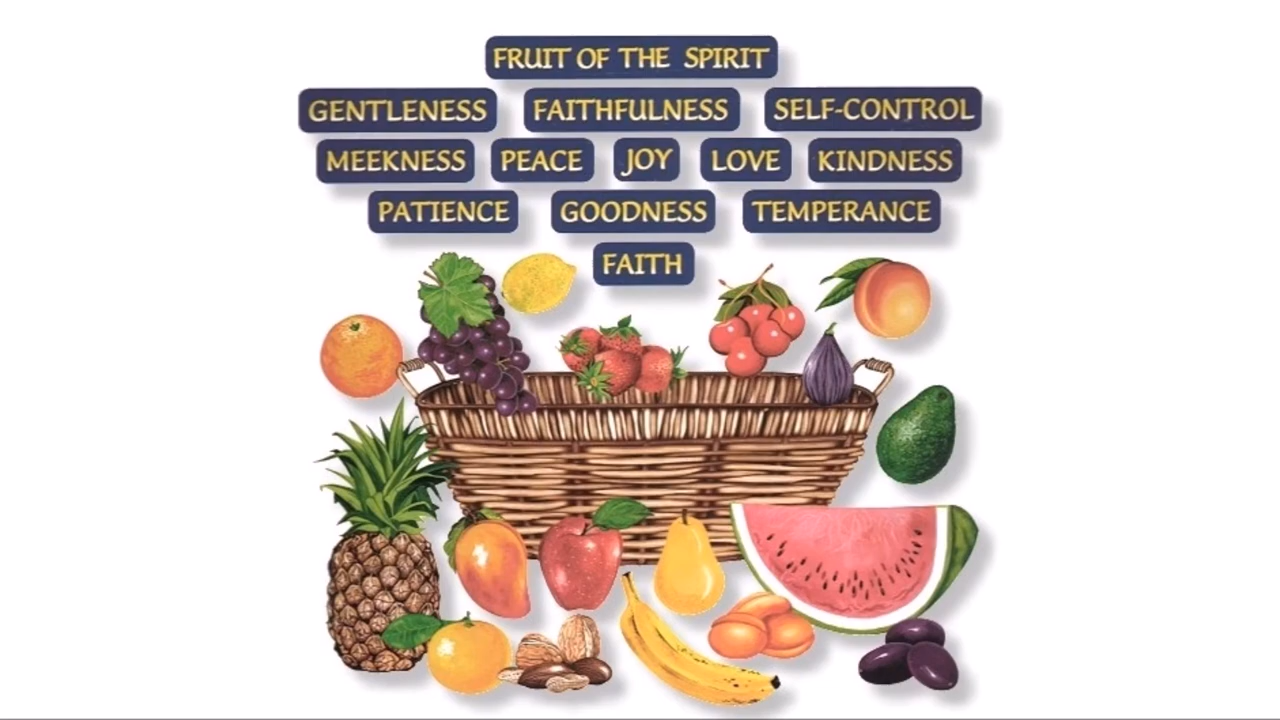 FRUIT OF THE SPIRIT
GENTLENESS FAITHFULNESS SELF-CONTROL
MEEKNESS PEACE JOY LOVE KINDNESS
PATIENCE GOODNESS TEMPERANCE
FAITH